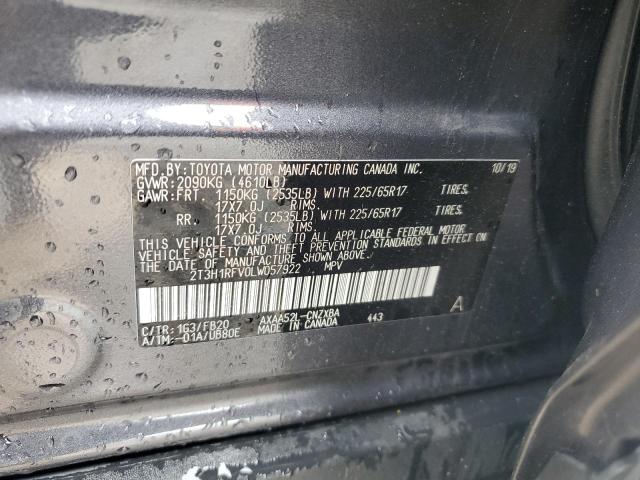 MFD.BY: TOYOTA MOTOR MANUFACTURING CANADA INC. 10/19
GVWR: 2090KG (4610LB)
GAWR: FRT 1150KG (2535LB) WITH 225/65R17 TIRES.
17X7.0J RIMS.
RR. 1150KG (2535LB) WITH 225/65R17 TIRES.
17X7.0J RIMS.
THIS VEHICLE CONFORMS TO ALL APPLICABLE FEDERAL MOTOR
VEHICLE SAFETY AND BUMPER STANDARDS IN EFFECT ON THE DATE OF
MANUFACTURE SHOWN ABOVE.
2T3H1RFV0LW057922 MPV
A
AXAA52L-CNZXBA 443
C/TR: 1G3/FB20 MADE IN CANADA
A/TM: -01A/UB80E